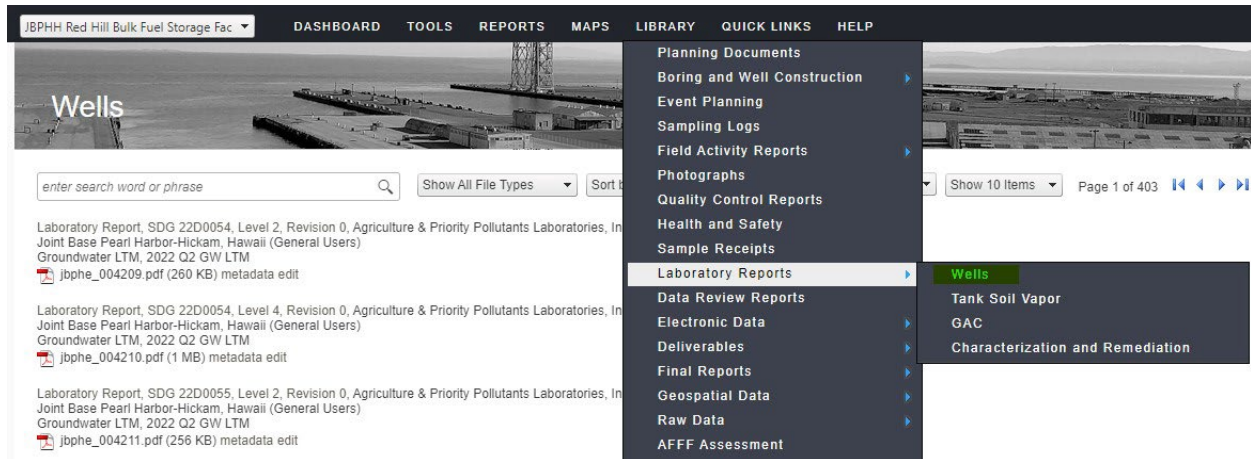 JBPHH Red Hill Bulk Fuel Storage Fac DASHBOARD TOOLS REPORTS MAPS LIBRARY QUICK LINKS HELP
Wells
Planning Documents
Boring and Well Construction
Event Planning
Sampling Logs
Field Activity Reports
Photographs
Quality Control Reports
Health and Safety
Sample Receipts
Laboratory Reports
Data Review Reports
Electronic Data
Deliverables
Final Reports
Geospatial Data
Raw Data
AFFF Assessment
Wells
Tank Soil Vapor
GAC
Characterization and Remediation
enter search word or phrase Show All File Types Sort Show 10 Items Page 1 of 403
Laboratory Report, SDG 22D0054, Level 2, Revision 0, Agriculture & Priority Pollutants Laboratories, In
Joint Base Pearl Harbor-Hickam, Hawaii (General Users)
Groundwater LTM, 2022 Q2 GW LTM
jbphe_004209.pdf (260 KB) metadata edit
Laboratory Report, SDG 22D0054, Level 4, Revision 0, Agriculture & Priority Pollutants Laboratories, In
Joint Base Pearl Harbor-Hickam, Hawaii (General Users)
Groundwater LTM, 2022 Q2 GW LTM
jbphe_004210.pdf (1 MB) metadata edit
Laboratory Report, SDG 22D0055, Level 2, Revision 0, Agriculture & Priority Pollutants Laboratories, In
Joint Base Pearl Harbor-Hickam, Hawaii (General Users)
Groundwater LTM, 2022 Q2 GW LTM
jbphe_004211.pdf (256 KB) metadata edit